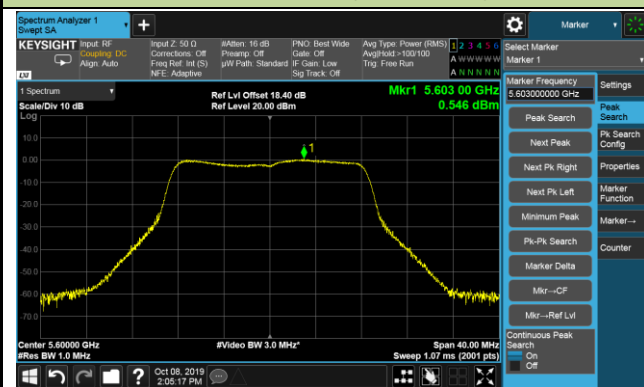 Spectrum Analyzer 1
Swept SA
+
Marker
KEYSIGHT
Input: RF
Coupling: DC
Align: Auto
Input Z: 50 Ω
Corrections: Off
Freq Ref: Int (S)
NFE: Adaptive
#Atten: 16 dB
Preamp: Off
µW Path: Standard
PNO: Best Wide
Gate: Off
IF Gain: Low
Sig Track: Off
Avg Type: Power (RMS)
Avg|Hold >100/100
Trig: Free Run
1 2 3 4 5 6
A W W W W W
A N N N N N
LXI
Select Marker
Marker 1
1 Spectrum
Scale/Div 10 dB
Log
Ref Lvl Offset 18.40 dB
Ref Level 20.00 dBm
Mkr1 5.603 00 GHz
0.546 dBm
10.0
0.00
-10.0
-20.0
-30.0
-40.0
-50.0
-60.0
-70.0
1
Center 5.60000 GHz
#Res BW 1.0 MHz
#Video BW 3.0 MHz*
Span 40.00 MHz
Sweep 1.07 ms (2001 pts)
Marker Frequency
5.603000000 GHz
Peak Search
Next Peak
Next Pk Right
Next Pk Left
Minimum Peak
Pk-Pk Search
Marker Delta
Mkr→CF
Mkr→Ref Lvl
Continuous Peak
Search
On
Off
Settings
Peak
Search
Pk Search
Config
Properties
Marker
Function
Marker→
Counter
?
Oct 08, 2019
2:05:17 PM